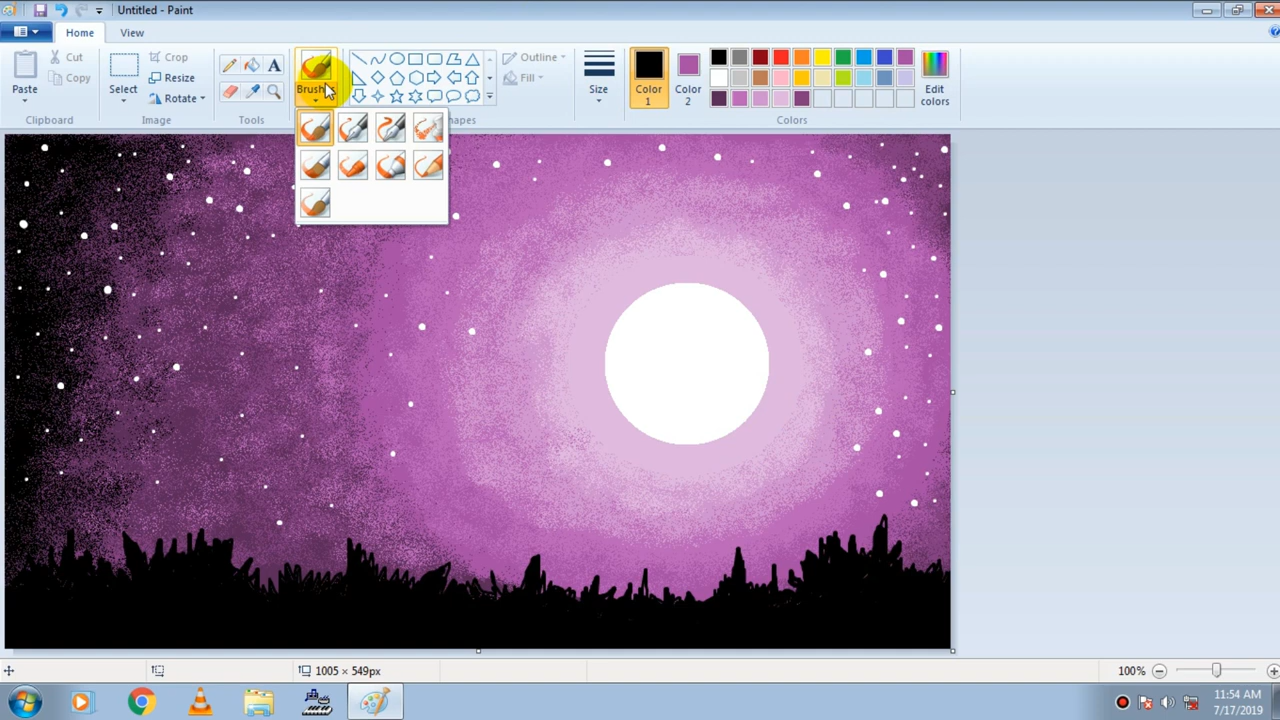 Untitled - Paint
Home
View
Paste
Cut
Copy
Clipboard
Select
Crop
Resize
Rotate
Image
A
Tools
Outline
Fill
Size
Color
1
Color
2
Edit
colors
Colors
1005 × 549px
100%
11:54 AM
7/17/2019